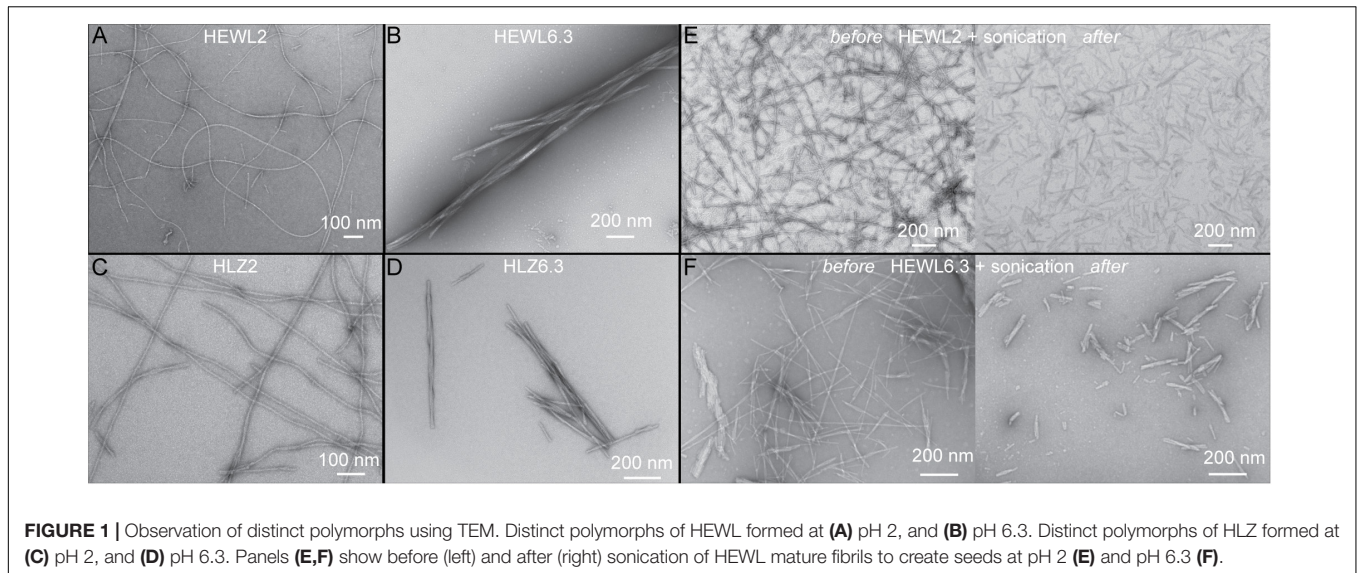 A HEWL2 100 nm
B HEWL6.3 200 nm
E before HEWL2 + sonication after 200 nm 200 nm
C HLZ2 100 nm
D HLZ6.3 200 nm
F before HEWL6.3 + sonication after 200 nm 200 nm
FIGURE 1 | Observation of distinct polymorphs using TEM. Distinct polymorphs of HEWL formed at (A) pH 2, and (B) pH 6.3. Distinct polymorphs of HLZ formed at
(C) pH 2, and (D) pH 6.3. Panels (E,F) show before (left) and after (right) sonication of HEWL mature fibrils to create seeds at pH 2 (E) and pH 6.3 (F).